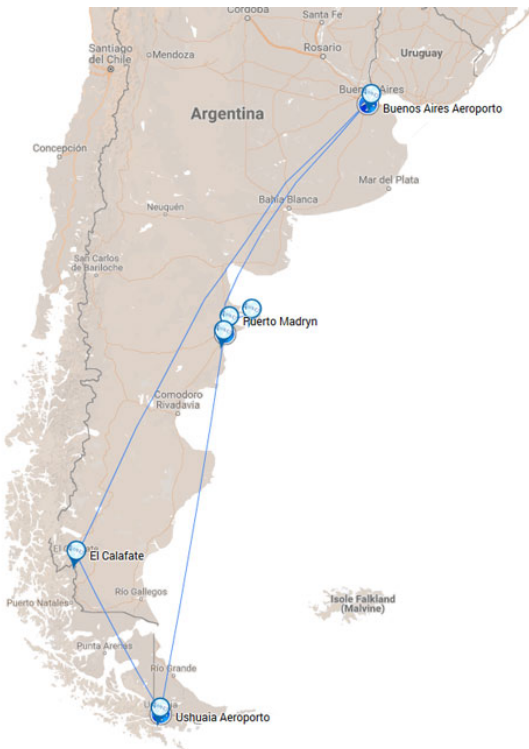 Córdoba
Santa Fe
Santiago
del Chile
Mendoza
Rosario
Uruguay
Buenos Aires
Argentina
Buenos Aires Aeroporto
Concepción
Mar del Plata
Bahía Blanca
Neuquén
San Carlos
de Bariloche
Puerto Madryn
Comodoro
Rivadavia
El Calafate
El Calafate
Río Gallegos
Puerto Natales
Isole Falkland
(Malvine)
Punta Arenas
Río Grande
Ushuaia Aeroporto